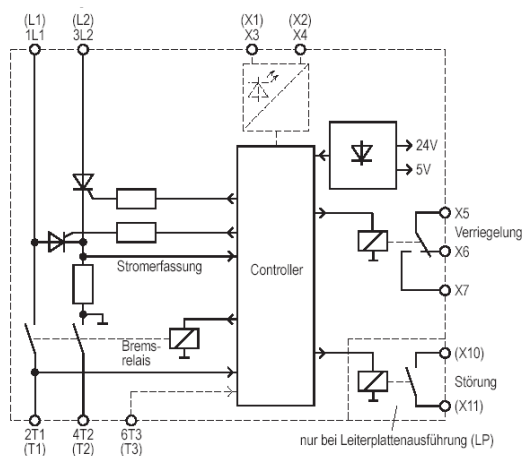 (L1)
1L1
(L2)
3L2
(X1)
X3
(X2)
X4
24V
5V
X5
Verriegelung
X6
X7
Stromerfassung
Controller
Brems-
relais
(X10)
Störung
(X11)
2T1
(T1)
4T2
(T2)
6T3
(T3)
nur bei Leiterplattenausführung (LP)